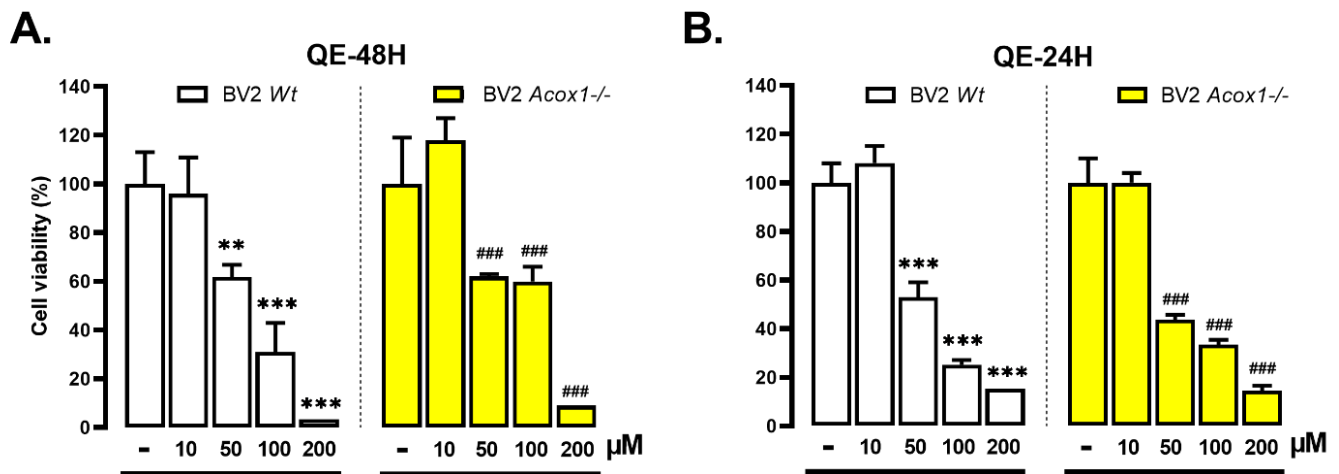 A.
QE-48H
BV2 Wt
BV2 Acox1-/-
Cell viability (%)
140
120
100
80
60
40
20
0
**
***
***
###
###
###
- 10 50 100 200
- 10 50 100 200 µM
B.
QE-24H
BV2 Wt
BV2 Acox1-/-
140
120
100
80
60
40
20
0
***
***
***
###
###
###
- 10 50 100 200
- 10 50 100 200 µM